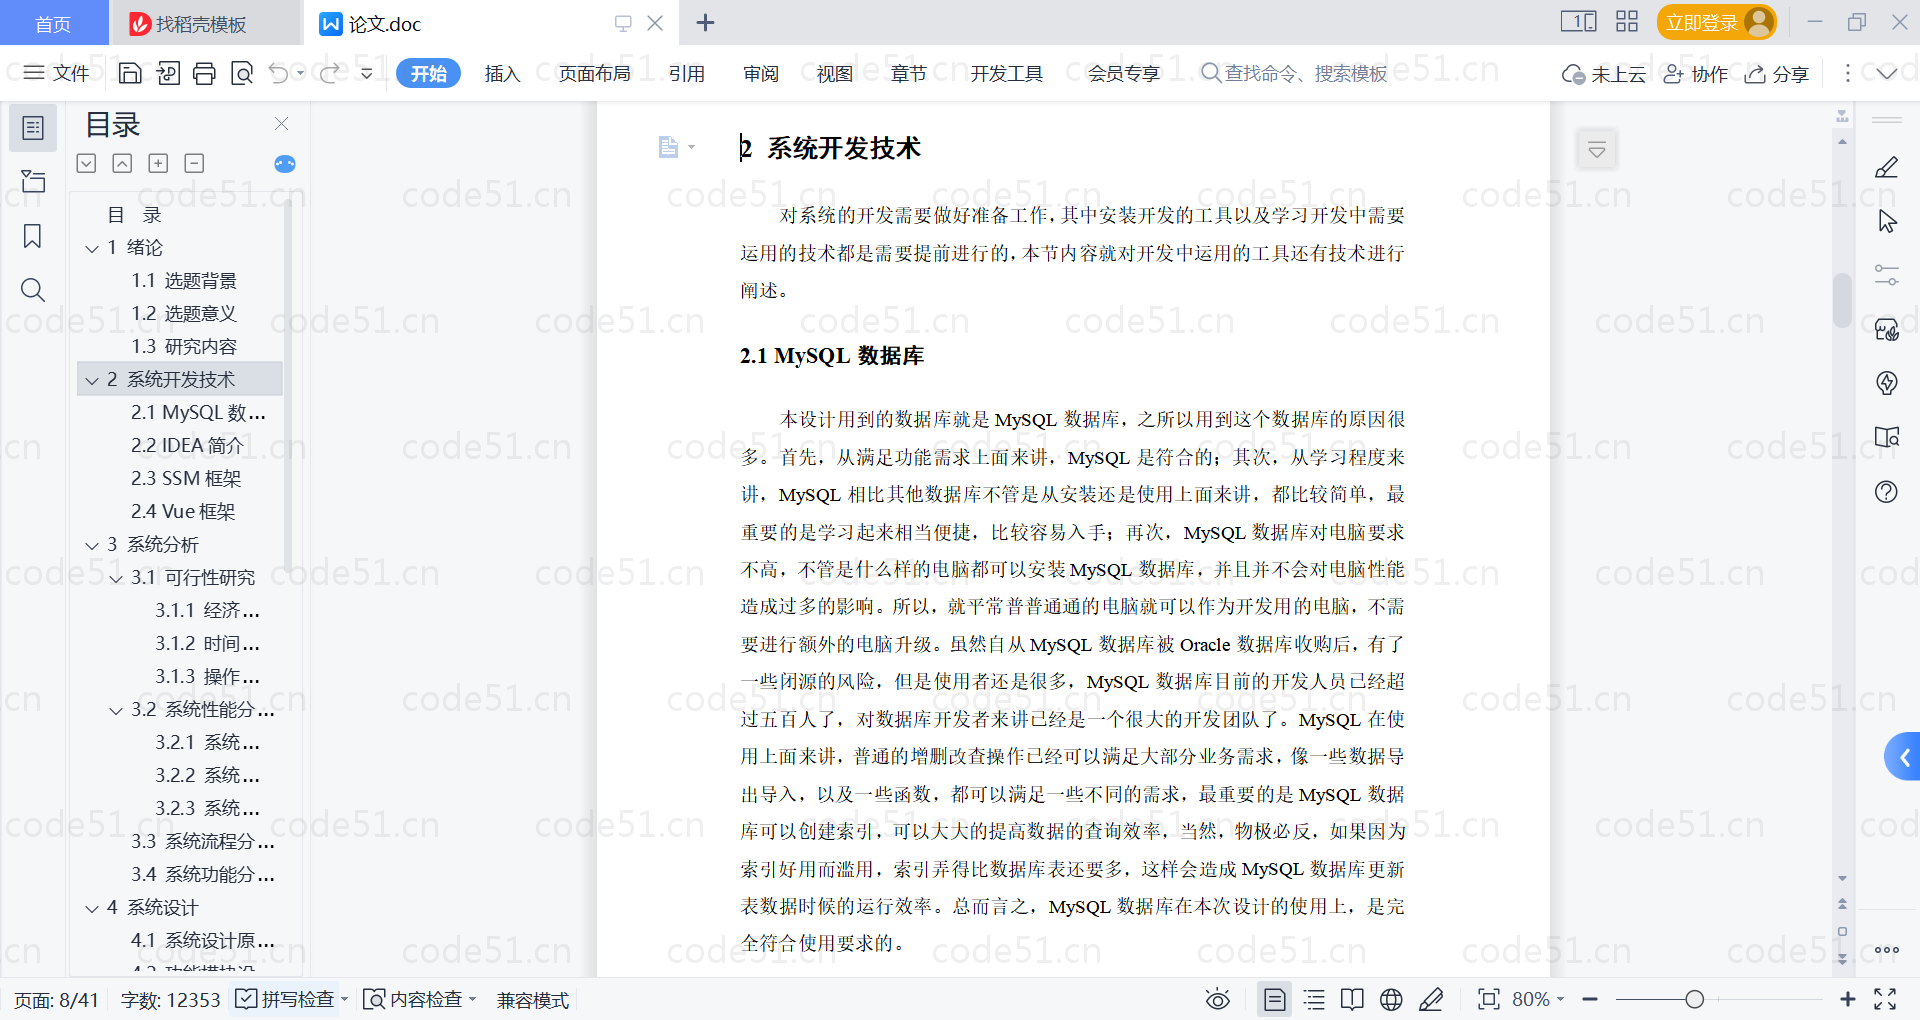 首页
找稻壳模板
论文.doc
立即登录
文件
开始
插入
页面布局
引用
审阅
视图
章节
开发工具
会员专享
查找命令、搜索模板
未上云
协作
分享
目录
目 录
1 绪论
1.1 选题背景
1.2 选题意义
1.3 研究内容
2 系统开发技术
2.1 MySQL 数...
2.2 IDEA 简介
2.3 SSM 框架
2.4 Vue 框架
3 系统分析
3.1 可行性研究
3.1.1 经济...
3.1.2 时间...
3.1.3 操作...
3.2 系统性能分...
3.2.1 系统...
3.2.2 系统...
3.2.3 系统...
3.3 系统流程分...
3.4 系统功能分...
4 系统设计
4.1 系统设计原...
2 系统开发技术
对系统的开发需要做好准备工作,其中安装开发的工具以及学习开发中需要
运用的技术都是需要提前进行的,本节内容就对开发中运用的工具还有技术进行
阐述。
2.1 MySQL 数据库
本设计用到的数据库就是 MySQL 数据库，之所以用到这个数据库的原因很
多。首先，从满足功能需求上面来讲，MySQL 是符合的；其次，从学习程度来
讲，MySQL 相比其他数据库不管是从安装还是使用上面来讲，都比较简单，最
重要的是学习起来相当便捷，比较容易入手；再次，MySQL 数据库对电脑要求
不高，不管是什么样的电脑都可以安装 MySQL 数据库，并且并不会对电脑性能
造成过多的影响。所以，就平常普普通通的电脑就可以作为开发用的电脑，不需
要进行额外的电脑升级。虽然自从 MySQL 数据库被 Oracle 数据库收购后，有了
一些闭源的风险，但是使用者还是很多，MySQL 数据库目前的开发人员已经超
过五百人了，对数据库开发者来讲已经是一个很大的开发团队了。MySQL 在使
用上面来讲，普通的增删改查操作已经可以满足大部分业务需求，像一些数据导
出导入，以及一些函数，都可以满足一些不同的需求，最重要的是 MySQL 数据
库可以创建索引，可以大大的提高数据的查询效率，当然，物极必反，如果因为
索引好用而滥用，索引弄得比数据库表还要多，这样会造成 MySQL 数据库更新
表数据时候的运行效率。总而言之，MySQL 数据库在本次设计的使用上，是完
全符合使用要求的。
页面: 8/41
字数: 12353
拼写检查
内容检查
兼容模式
80%
code51.cn